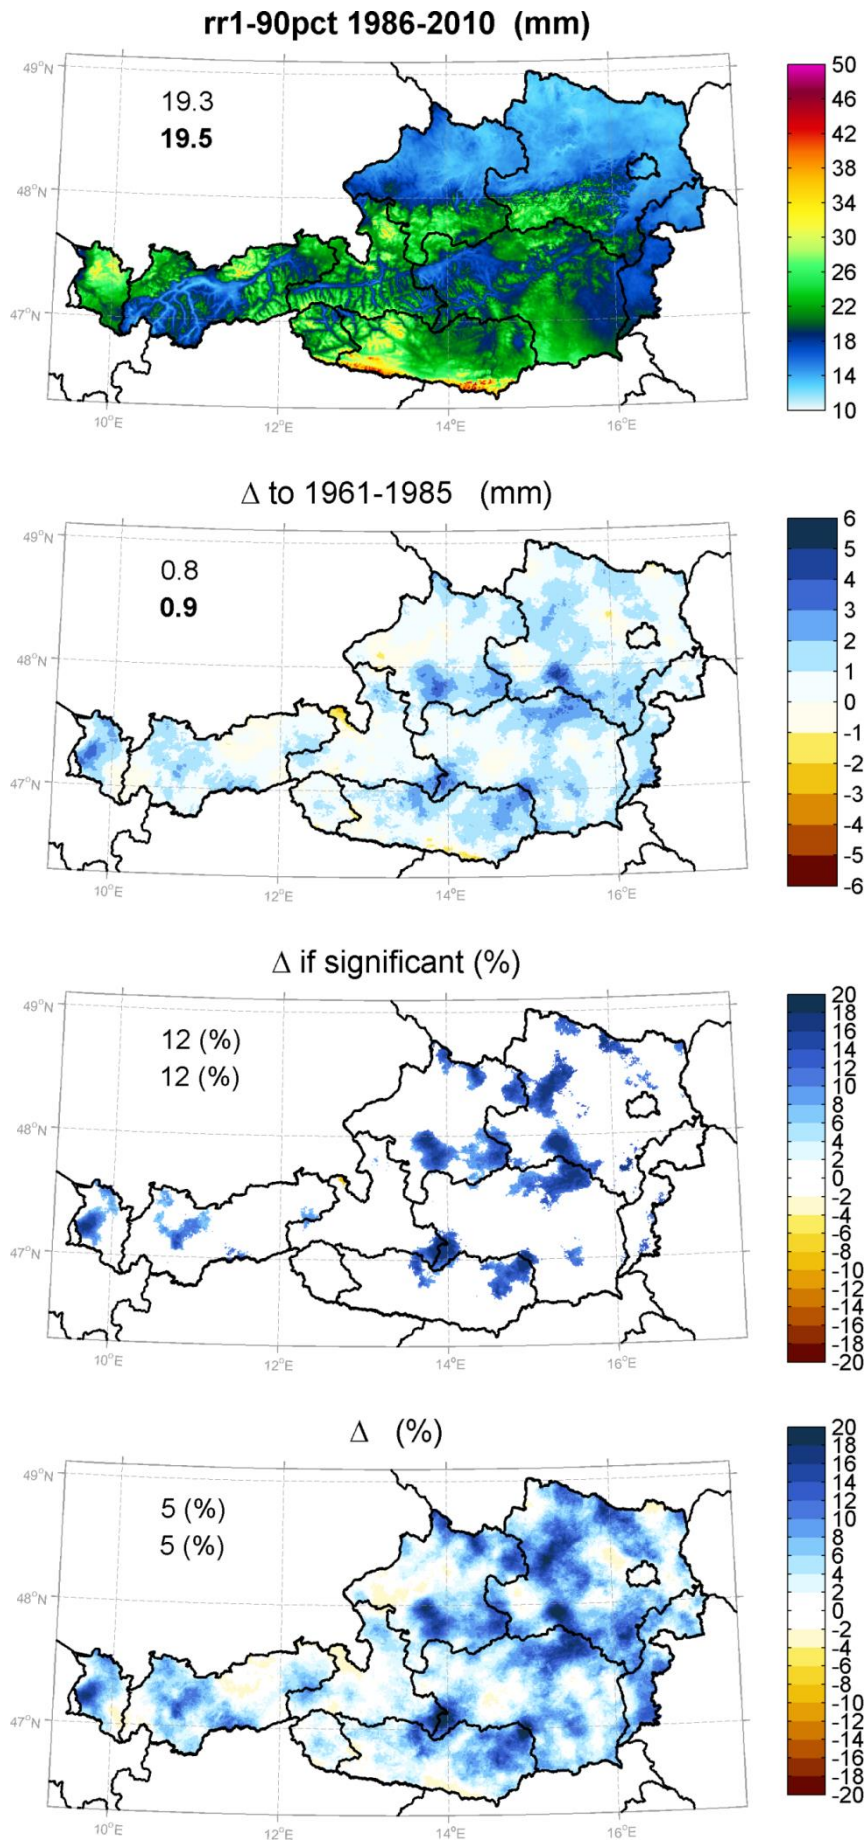 rr1-90pct 1986-2010 (mm)
49°N
48°N
47°N
10°E
12°E
14°E
16°E
19.3
19.5
50
46
42
38
34
30
26
22
18
14
10
Δ to 1961-1985 (mm)
49°N
48°N
47°N
10°E
12°E
14°E
16°E
0.8
0.9
6
4
3
2
1
0
-1
-2
-3
-4
-5
-6
Δ if significant (%)
49°N
48°N
47°N
10°E
12°E
14°E
16°E
12 (%)
12 (%)
20
18
16
14
12
10
8
6
4
2
0
-2
-4
-6
-8
-10
-12
-14
-16
-18
-20
Δ (%)
49°N
48°N
47°N
10°E
12°E
14°E
16°E
5 (%)
5 (%)
20
18
16
14
12
10
8
6
4
2
0
-2
-4
-6
-8
-10
-12
-14
-16
-18
-20